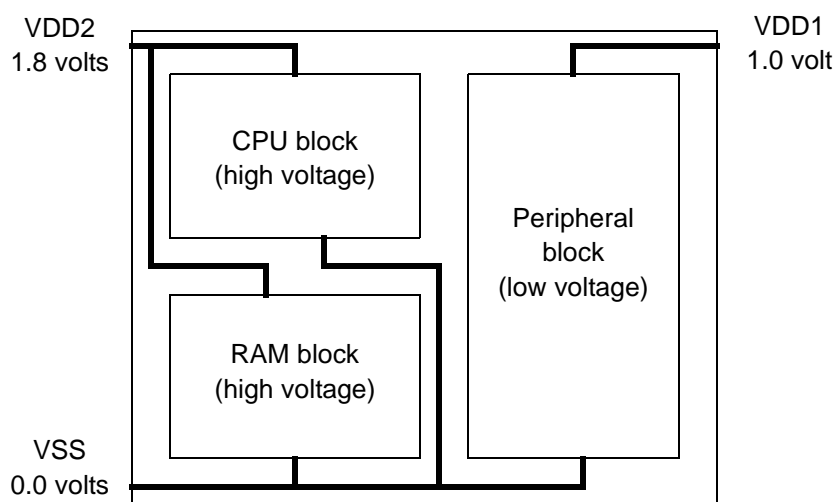 VDD2
1.8 volts
VDD1
1.0 volt
CPU block
(high voltage)
Peripheral
block
(low voltage)
RAM block
(high voltage)
VSS
0.0 volts